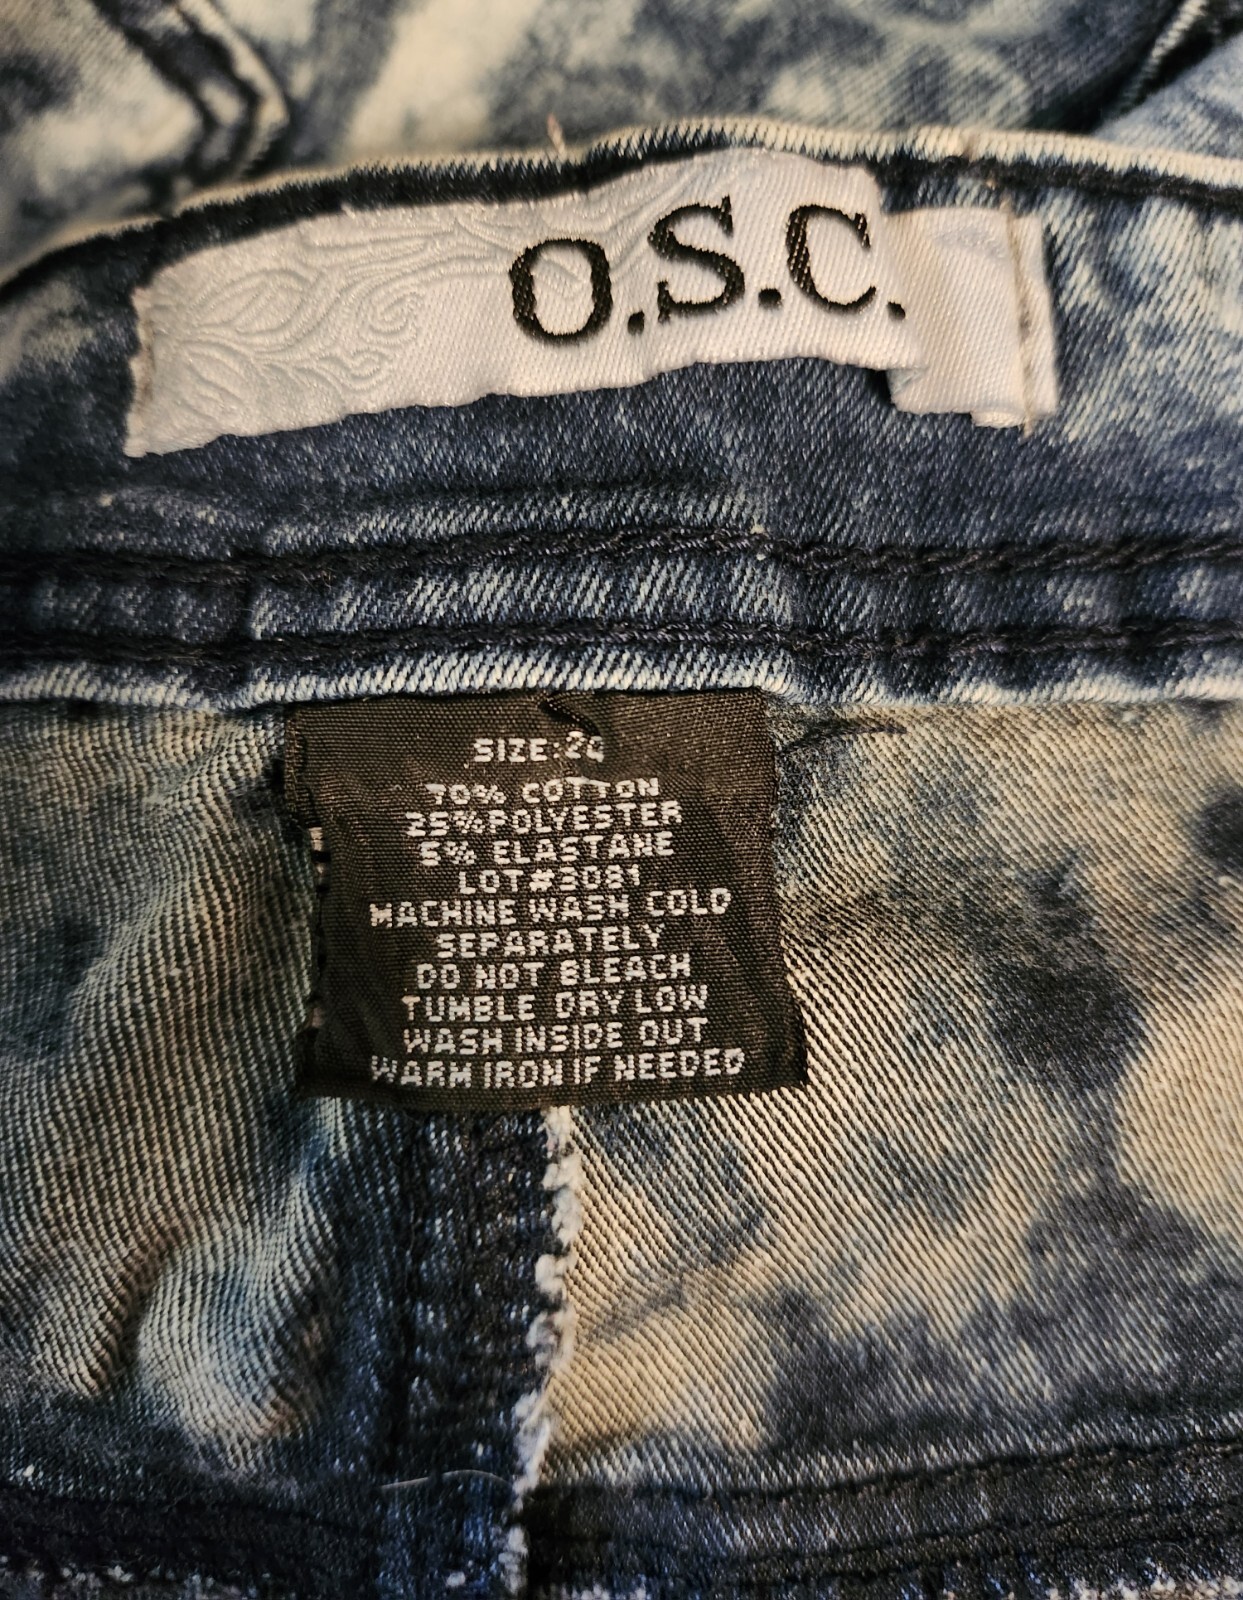 O.S.C.
SIZE:
70% COTTON
25%POLYESTER
5% ELASTANE
LOT#3081
MACHINE WASH COLD
SEPARATELY
DO NOT BLEACH
TUMBLE DRY LOW
WASH INSIDE OUT
WARM IRON IF NEEDED